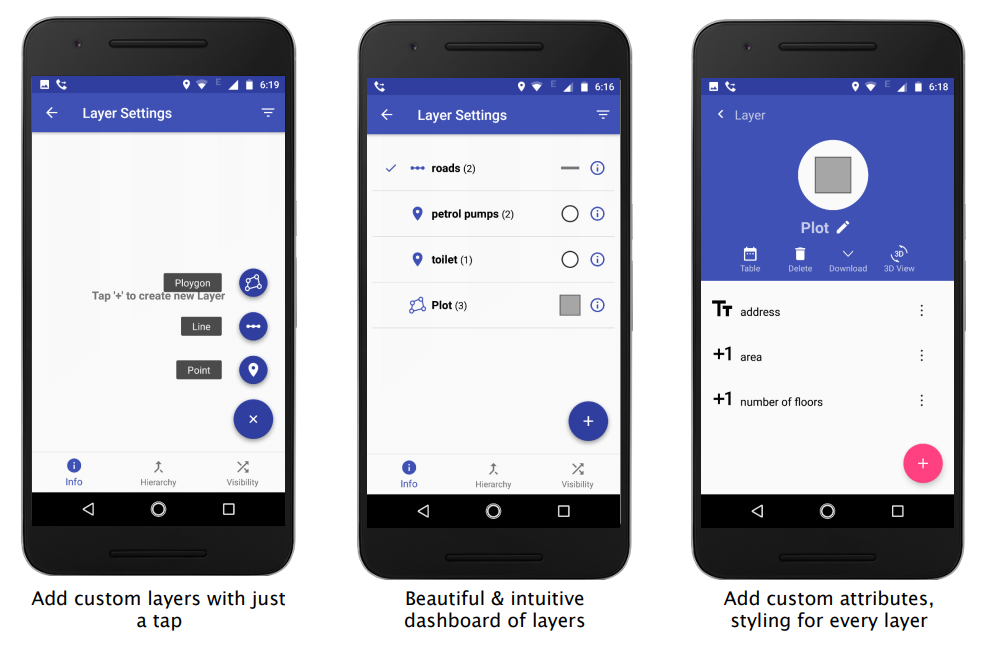 6:19
Layer Settings
Ploygon
Tap '+' to create new Layer
Line
Point
Info
Hierarchy
Visibility
Add custom layers with just
a tap
6:16
Layer Settings
roads (2)
petrol pumps (2)
toilet (1)
Plot (3)
Info
Hierarchy
Visibility
Beautiful & intuitive
dashboard of layers
E 6:18
Layer
Plot
Table Delete Download 3D View
3D
Tт address
+1 area
+1 number of floors
Add custom attributes,
styling for every layer